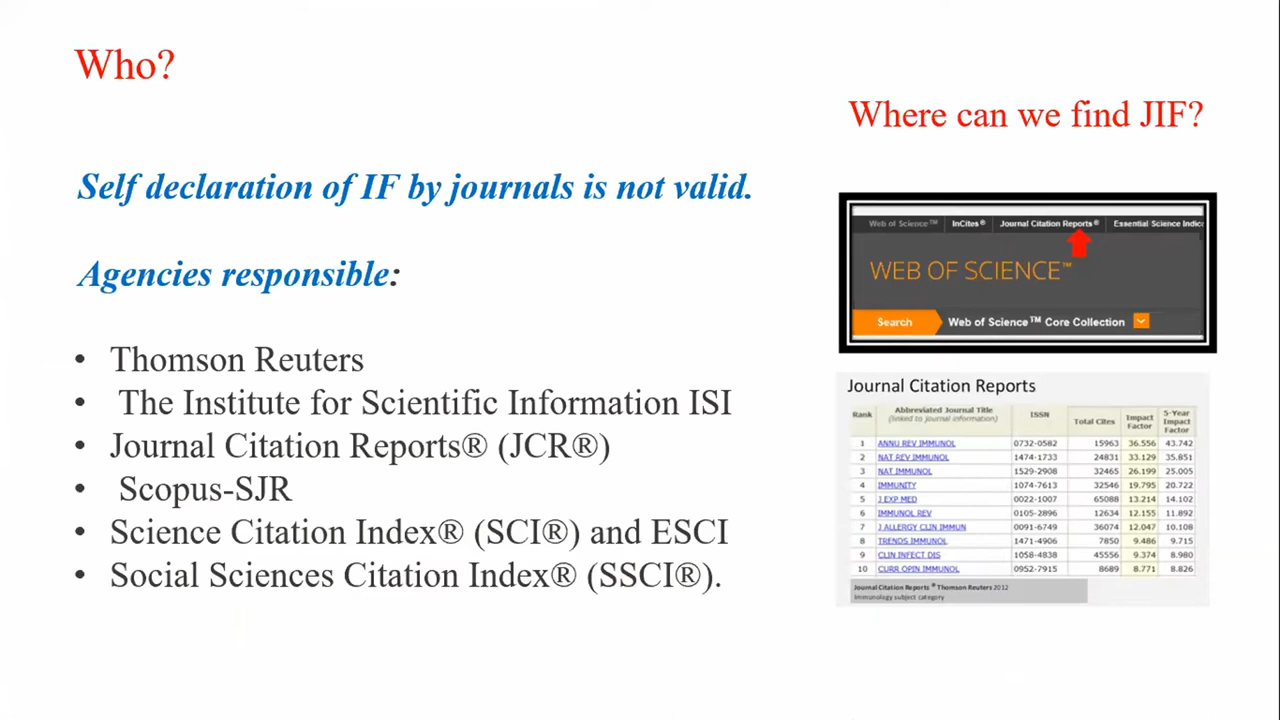 Who?
Self declaration of IF by journals is not valid.
Agencies responsible:
• Thomson Reuters
• The Institute for Scientific Information ISI
• Journal Citation Reports® (JCR®)
• Scopus-SJR
• Science Citation Index® (SCI®) and ESCI
• Social Sciences Citation Index® (SSCI®).
Where can we find JIF?
Web of Science™ InCites® Journal Citation Reports® Essential Science Indic
WEB OF SCIENCE™
Search Web of Science™ Core Collection
Journal Citation Reports
Rank Abbreviated Journal Title (linked to journal information) ISSN Total Cites Impact Factor 5-Year Impact Factor
1 ANNU REV IMMUNOL 0732-0582 15963 36.556 43.742
2 NAT REV IMMUNOL 1474-1733 24831 33.129 35.851
3 NAT IMMUNOL 1529-2908 32465 26.199 25.005
4 IMMUNITY 1074-7613 32546 19.795 20.722
5 J EXP MED 0022-1007 65088 13.214 14.102
6 IMMUNOL REV 0105-2896 12634 12.155 11.892
7 J ALLERGY CLIN IMMUN 0091-6749 36074 12.047 10.108
8 TRENDS IMMUNOL 1471-4906 7850 9.486 9.715
9 CLIN INFECT DIS 1058-4838 45556 9.374 8.980
10 CURR OPIN IMMUNOL 0952-7915 8689 8.771 8.826
Journal Citation Reports ® Thomson Reuters 2012
Immunology subject category